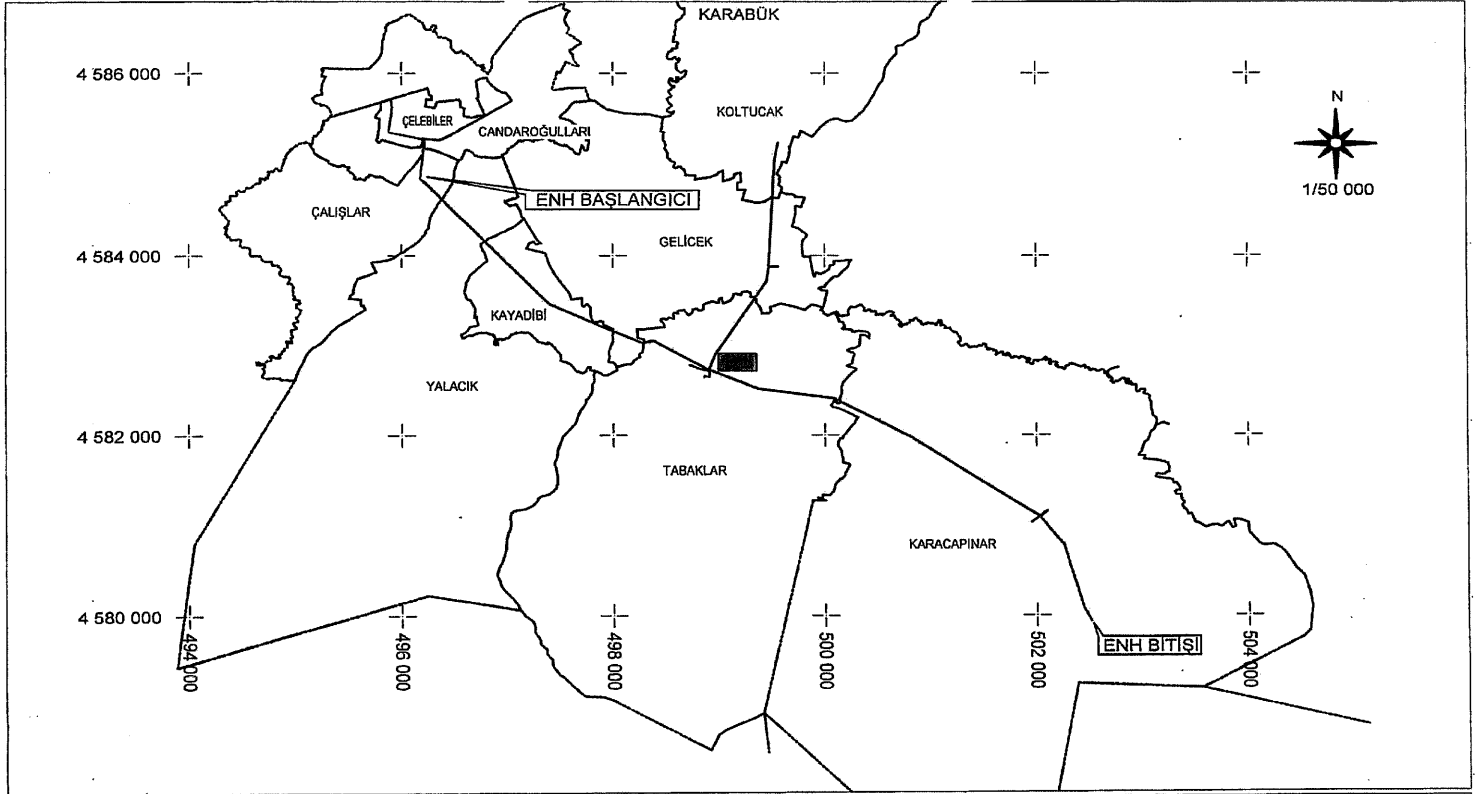 KARABÜK
4 586 000
N
KOLTUCAK
ÇELEBİLER
CANDAROĞULLARI
1/50 000
ENH BAŞLANGICI
ÇALIŞLAR
GELİCEK
4 584 000
KAYADİBİ
YALACIK
4 582 000
TABAKLAR
KARACAPINAR
4 580 000
ENH BİTİŞİ
494 000
496 000
498 000
500 000
502 000
504 000